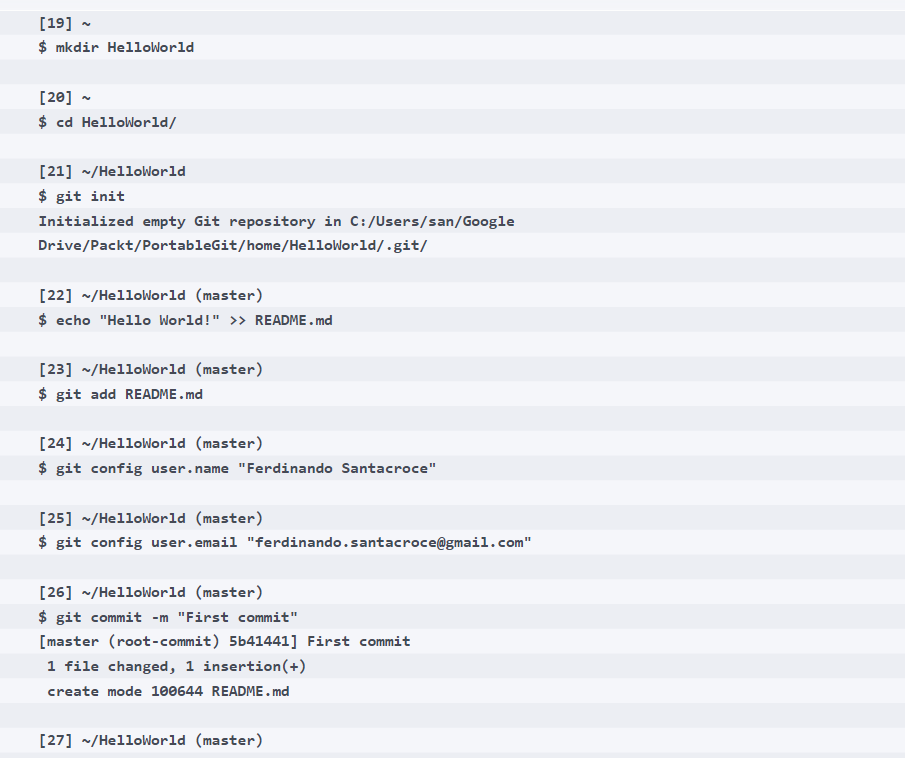 [19] ~
$ mkdir HelloWorld
[20] ~
$ cd HelloWorld/
[21] ~/HelloWorld
$ git init
Initialized empty Git repository in C:/Users/san/Google
Drive/Packt/PortableGit/home/HelloWorld/.git/
[22] ~/HelloWorld (master)
$ echo "Hello World!" >> README.md
[23] ~/HelloWorld (master)
$ git add README.md
[24] ~/HelloWorld (master)
$ git config user.name "Ferdinando Santacroce"
[25] ~/HelloWorld (master)
$ git config user.email "ferdinando.santacroce@gmail.com"
[26] ~/HelloWorld (master)
$ git commit -m "First commit"
[master (root-commit) 5b41441] First commit
 1 file changed, 1 insertion(+)
 create mode 100644 README.md
[27] ~/HelloWorld (master)